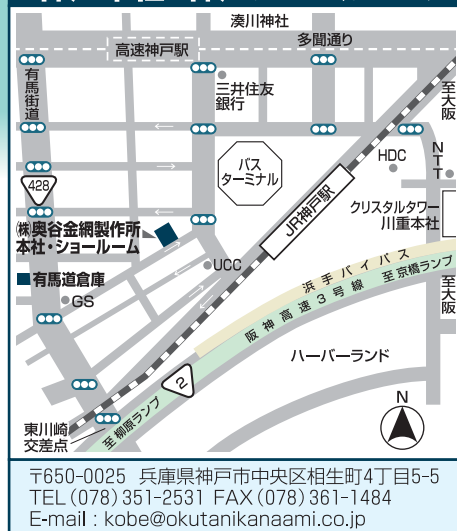 湊川神社
多聞通り
高速神戸駅
有馬街道
三井住友
銀行
至大阪
バス
ターミナル
HDC
NTT
428
JR神戸駅
クリスタルタワー
川重本社
㈱奥谷金網製作所
本社・ショールーム
UCC
有馬道倉庫
GS
浜手バイパス
阪神高速3号線 至京橋ランプ
至大阪
ハーバーランド
2
至柳原ランプ
東川崎
交差点
N
〒650-0025 兵庫県神戸市中央区相生町4丁目5-5
TEL(078)351-2531 FAX(078)361-1484
E-mail : kobe@okutanikanaami.co.jp